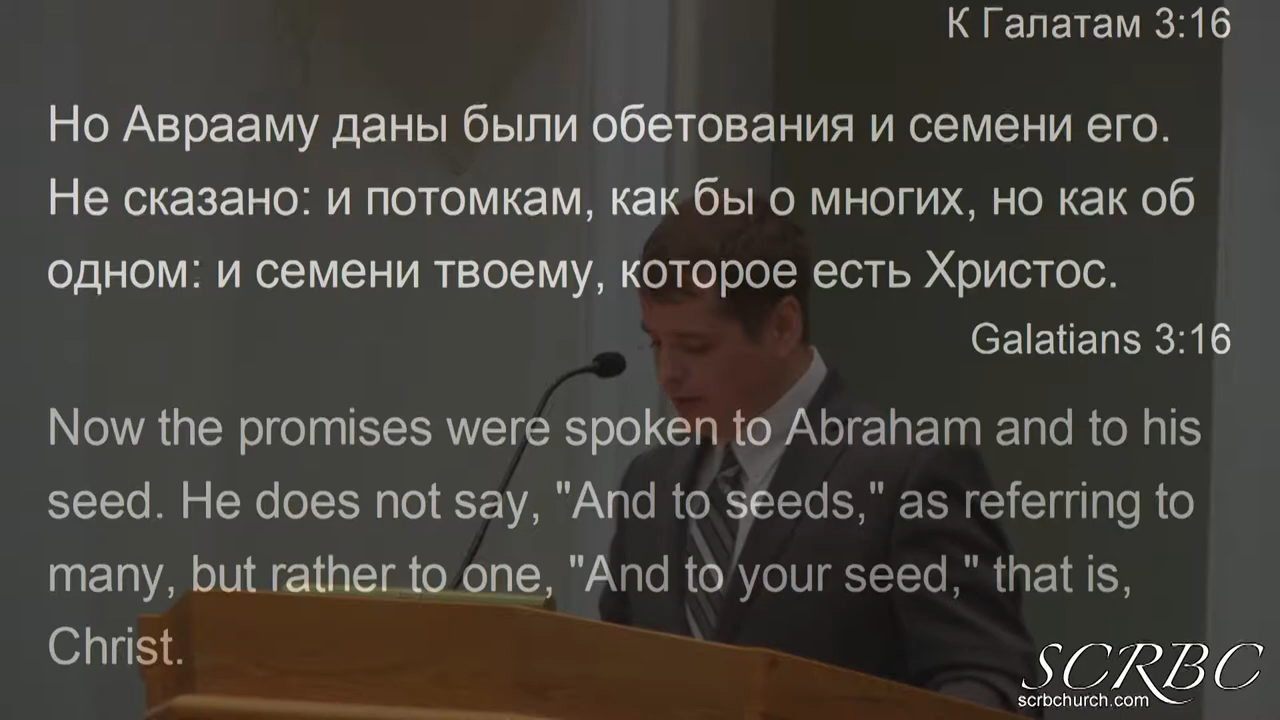 К Галатам 3:16
Но Аврааму даны были обетования и семени его.
Не сказано: и потомкам, как бы о многих, но как об
одном: и семени твоему, которое есть Христос.
Galatians 3:16
Now the promises were spoken to Abraham and to his
seed. He does not say, "And to seeds," as referring to
many, but rather to one, "And to your seed," that is,
Christ.
SCRBC
scrbchurch.com